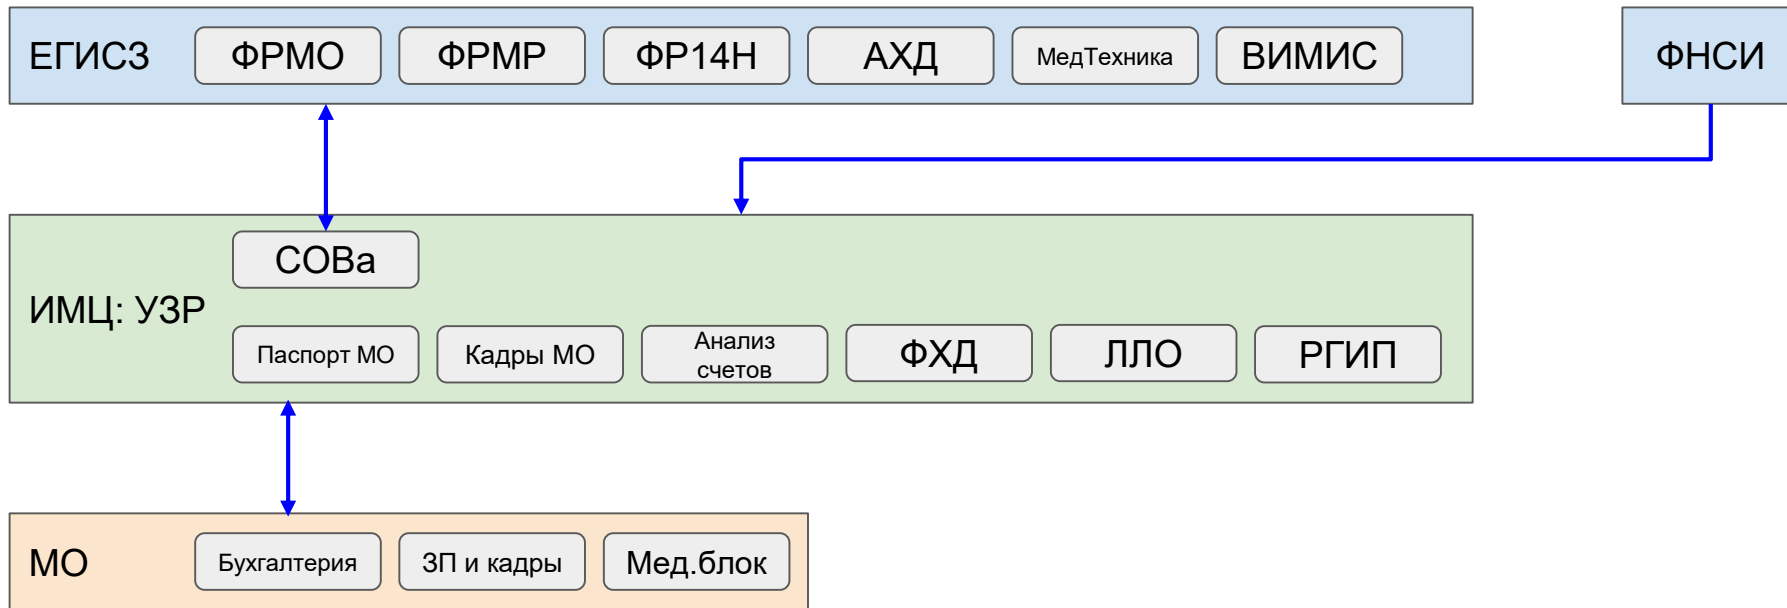 ЕГИСЗ
ФРМО
ФРМР
ФР14Н
АХД
МедТехника
ВИМИС
ФНСИ
СОВа
ИМЦ: УЗР
Паспорт МО
Кадры МО
Анализ
счетов
ФХД
ЛЛО
РГИП
МО
Бухгалтерия
ЗП и кадры
Мед.блок